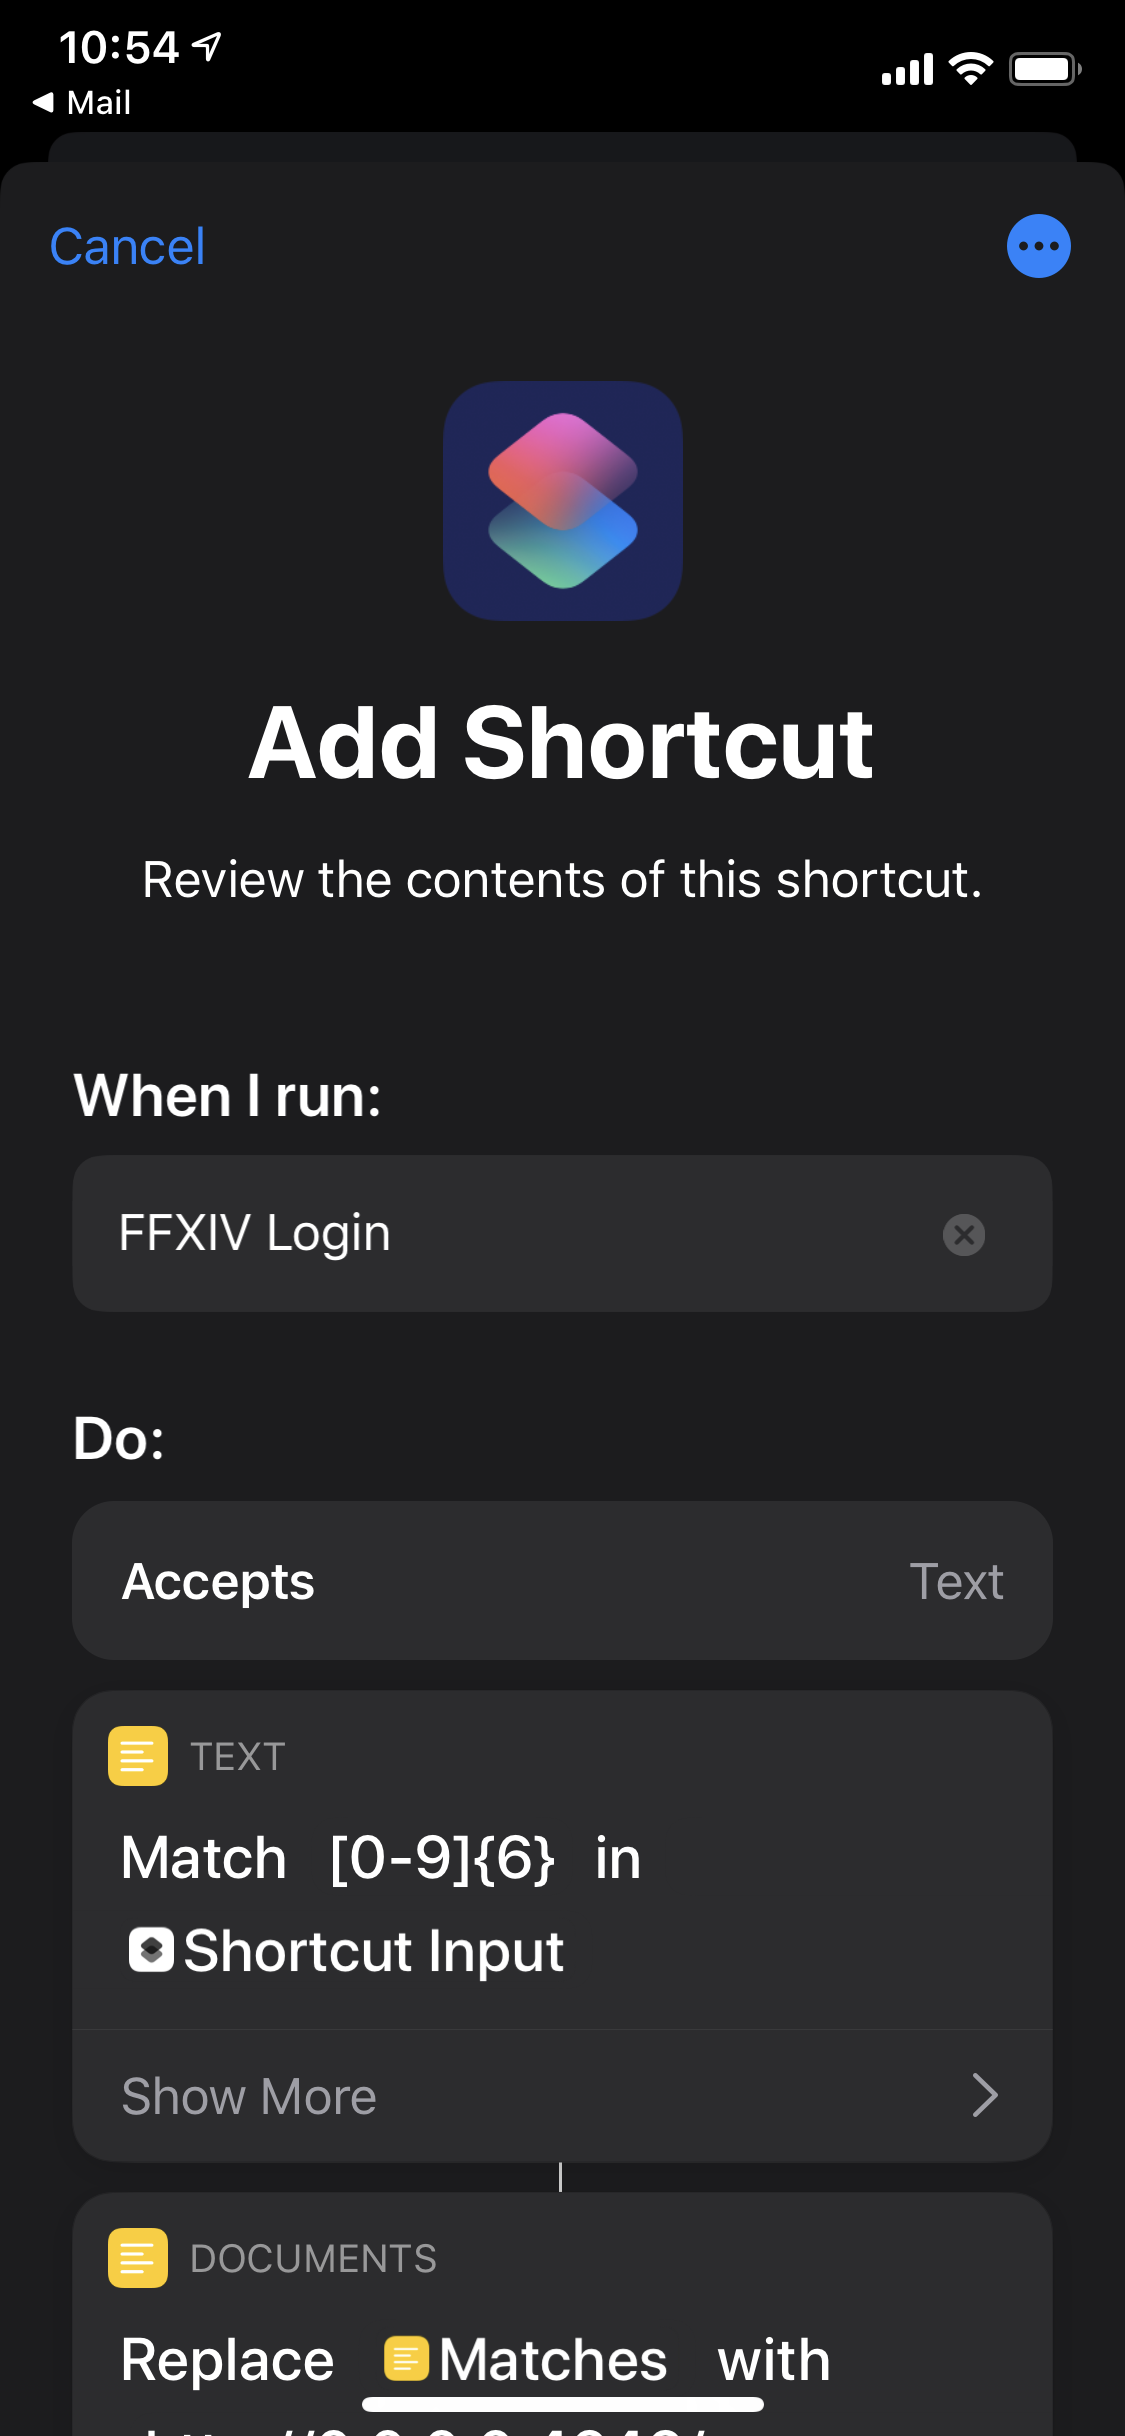 10:54
Mail
Cancel
Add Shortcut
Review the contents of this shortcut.
When I run:
FFXIV Login
Do:
Accepts Text
TEXT
Match [0-9]{6} in
Shortcut Input
Show More
DOCUMENTS
Replace Matches with